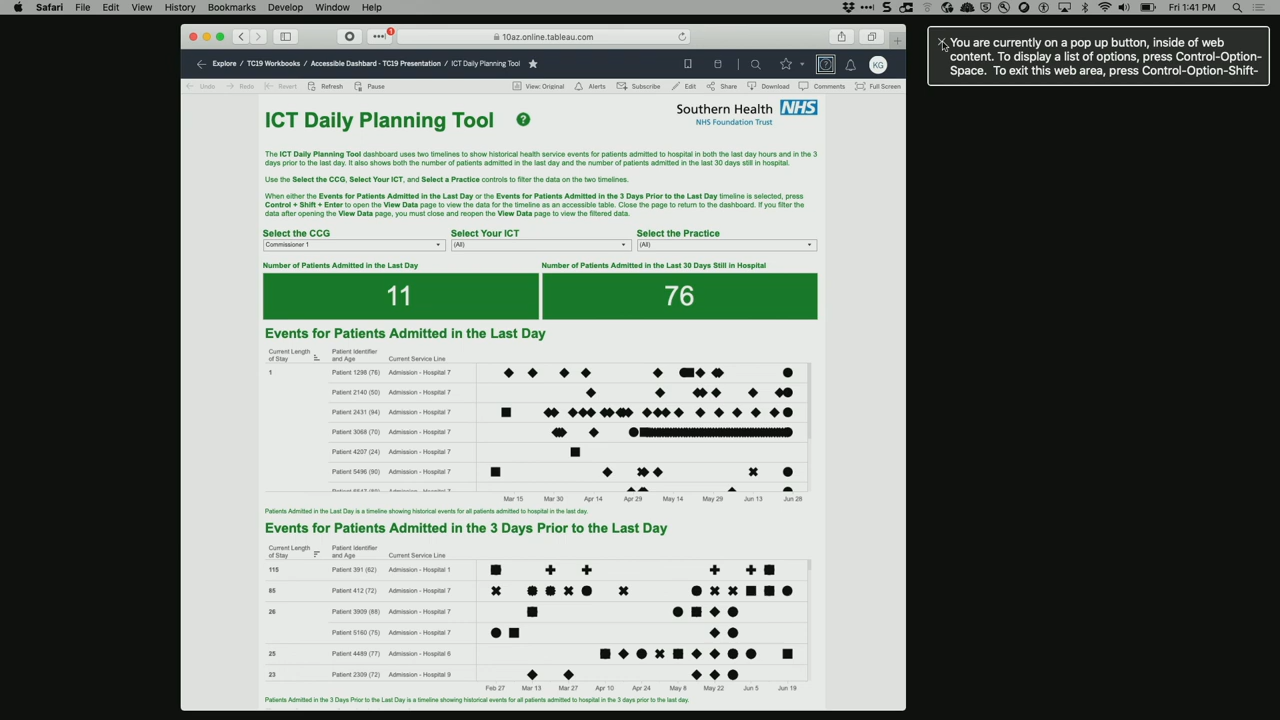 Safari File Edit View History Bookmarks Develop Window Help
Fri 1:41 PM
10az.online.tableau.com
You are currently on a pop up button, inside of web
content. To display a list of options, press Control-Option-
Space. To exit this web area, press Control-Option-Shift-
Explore / TC19 Workbooks / Accessible Dashbard - TC19 Presentation / ICT Daily Planning Tool
KG
Undo Redo Revert Refresh Pause View: Original Alerts Subscribe Edit Share Download Comments Full Screen
ICT Daily Planning Tool ?
Southern Health NHS
NHS Foundation Trust
The ICT Daily Planning Tool dashboard uses two timelines to show historical health service events for patients admitted to hospital in both the last day hours and in the 3
days prior to the last day. It also shows both the number of patients admitted in the last day and the number of patients admitted in the last 30 days still in hospital.
Use the Select the CCG, Select Your ICT, and Select a Practice controls to filter the data on the two timelines.
When either the Events for Patients Admitted in the Last Day or the Events for Patients Admitted in the 3 Days Prior to the Last Day timeline is selected, press
Control + Shift + Enter to open the View Data page to view the data for the timeline as an accessible table. Close the page to return to the dashboard. If you filter the
data after opening the View Data page, you must close and reopen the View Data page to view the filtered data.
Select the CCG Select Your ICT Select the Practice
Commissioner 1 (All) (All)
Number of Patients Admitted in the Last Day Number of Patients Admitted in the Last 30 Days Still in Hospital
11 76
Events for Patients Admitted in the Last Day
Current Length Patient Identifier
of Stay and Age Current Service Line
1 Patient 1298 (76) Admission - Hospital 7
Patient 2140 (50) Admission - Hospital 7
Patient 2431 (94) Admission - Hospital 7
Patient 3068 (70) Admission - Hospital 7
Patient 4207 (24) Admission - Hospital 7
Patient 5496 (90) Admission - Hospital 7
Mar 15 Mar 30 Apr 14 Apr 29 May 14 May 29 Jun 13 Jun 28
Patients Admitted in the Last Day is a timeline showing historical events for all patients admitted to hospital in the last day.
Events for Patients Admitted in the 3 Days Prior to the Last Day
Current Length Patient Identifier
of Stay and Age Current Service Line
115 Patient 391 (62) Admission - Hospital 1
85 Patient 412 (72) Admission - Hospital 7
26 Patient 3909 (88) Admission - Hospital 7
Patient 5160 (75) Admission - Hospital 7
25 Patient 4489 (77) Admission - Hospital 6
23 Patient 2309 (72) Admission - Hospital 9
Feb 27 Mar 13 Mar 27 Apr 10 Apr 24 May 8 May 22 Jun 5 Jun 19
Patients Admitted in the 3 Days Prior to the Last Day is a timeline showing historical events for all patients admitted to hospital in the 3 days prior to the last day.